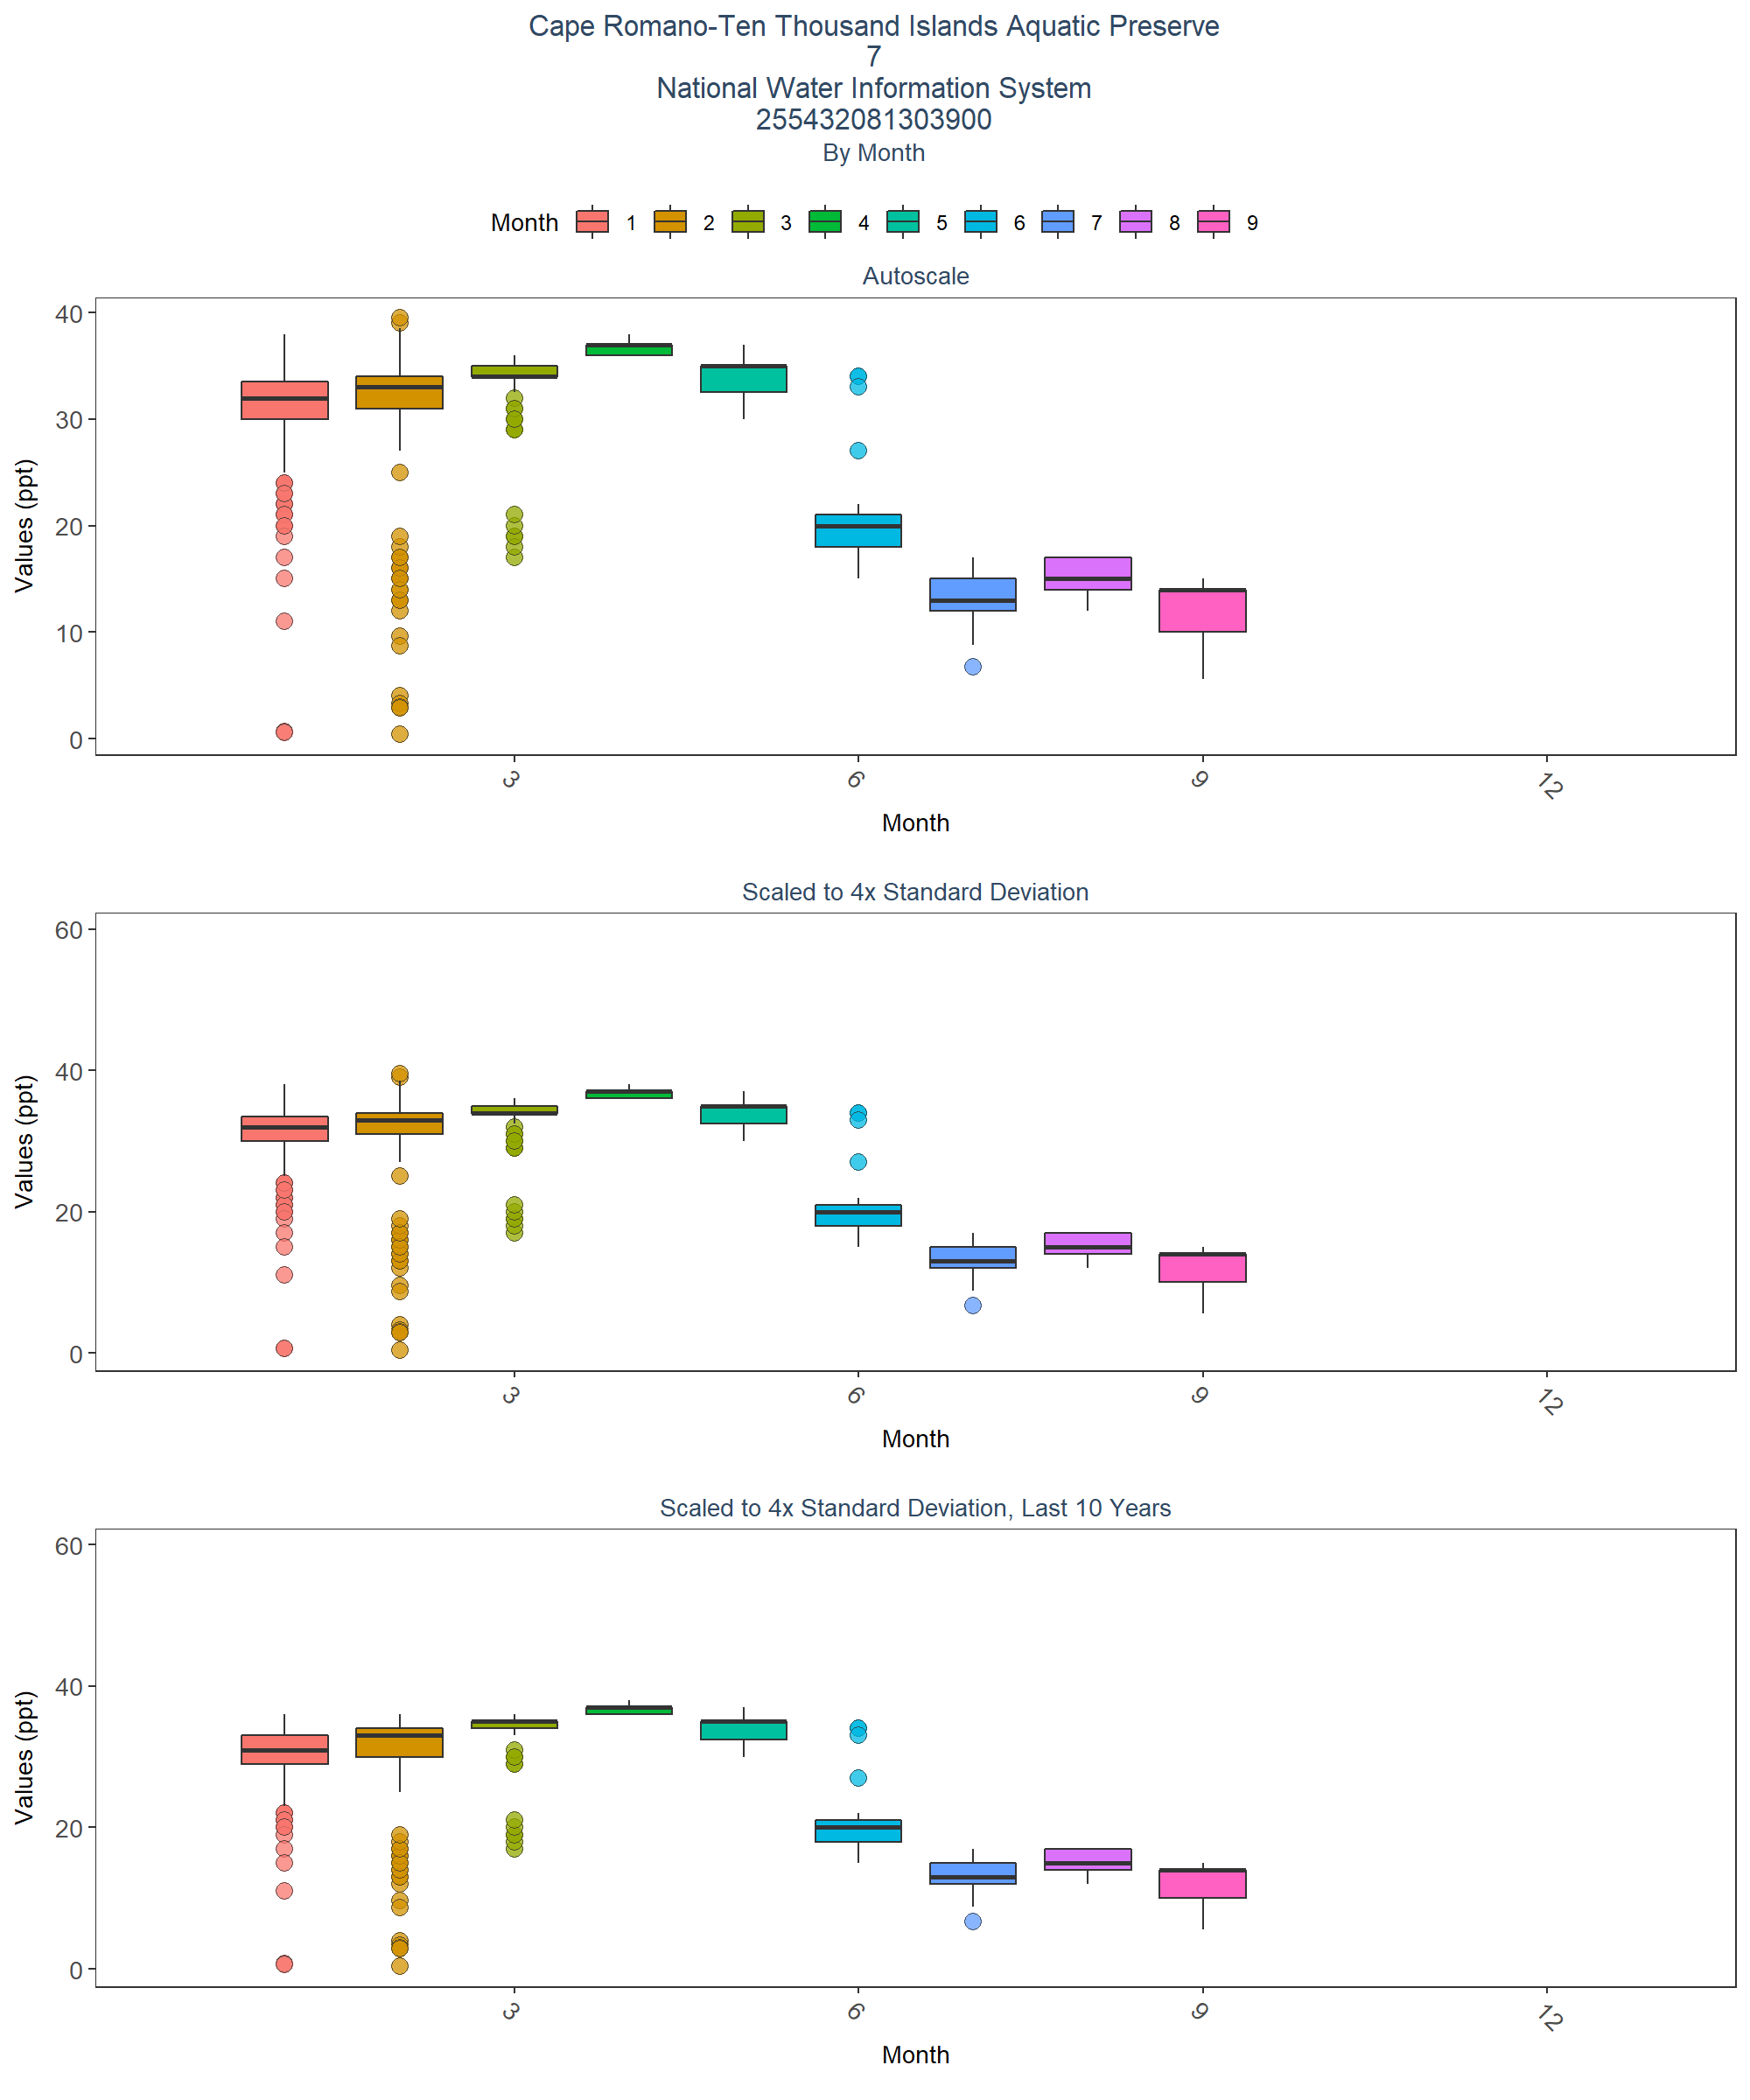 Cape Romano-Ten Thousand Islands Aquatic Preserve
7
National Water Information System
255432081303900
By Month
Month 1 2 3 4 5 6 7 8 9
Autoscale
Values (ppt)
40
30
20
10
0
3 6 9 12
Month
Scaled to 4x Standard Deviation
Values (ppt)
60
40
20
0
3 6 9 12
Month
Scaled to 4x Standard Deviation, Last 10 Years
Values (ppt)
60
40
20
0
3 6 9 12
Month